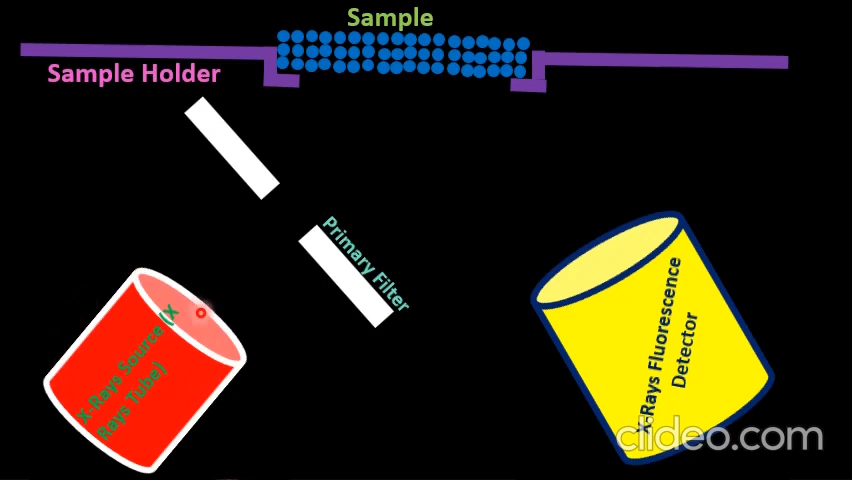 Sample
Sample Holder
Primary Filter
X-Rays Source (X
Rays Tube)
X-Rays Fluorescence
Detector
clideo.com